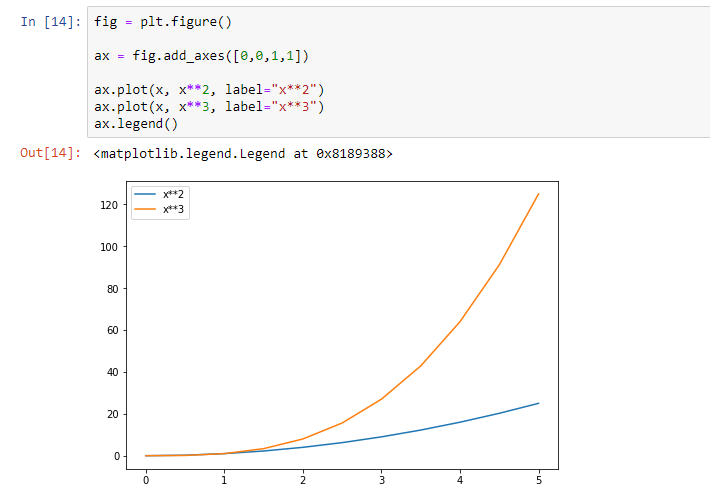 In [14]: fig = plt.figure()
ax = fig.add_axes([0,0,1,1])
ax.plot(x, x**2, label="x**2")
ax.plot(x, x**3, label="x**3")
ax.legend()
Out[14]: <matplotlib.legend.Legend at 0x8189388>
x**2
x**3
120
100
80
60
40
20
0
0 1 2 3 4 5